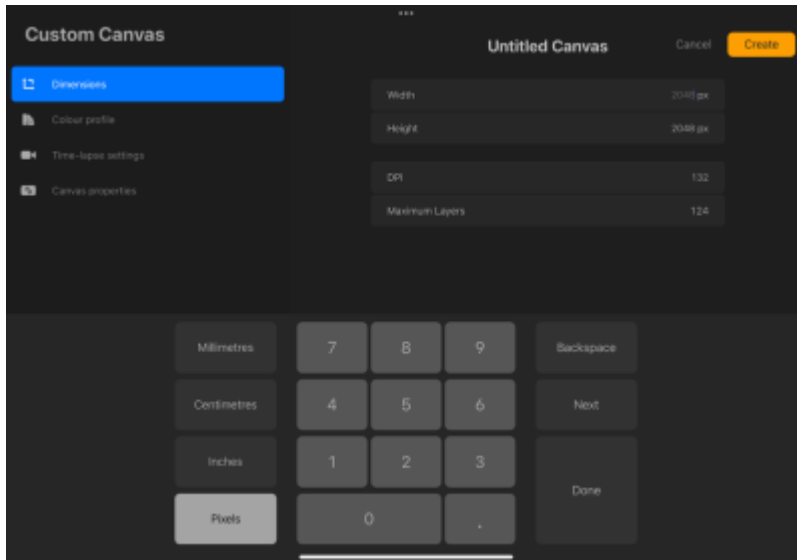 Custom Canvas
Untitled Canvas
Cancel
Create
Dimensions
Colour profile
Time-lapse settings
Canvas properties
Width
2048 px
Height
2048 px
DPI
132
Maximum Layers
124
Millimetres
7
8
9
Backspace
Centimetres
4
5
6
Next
Inches
1
2
3
Done
Pixels
0
.